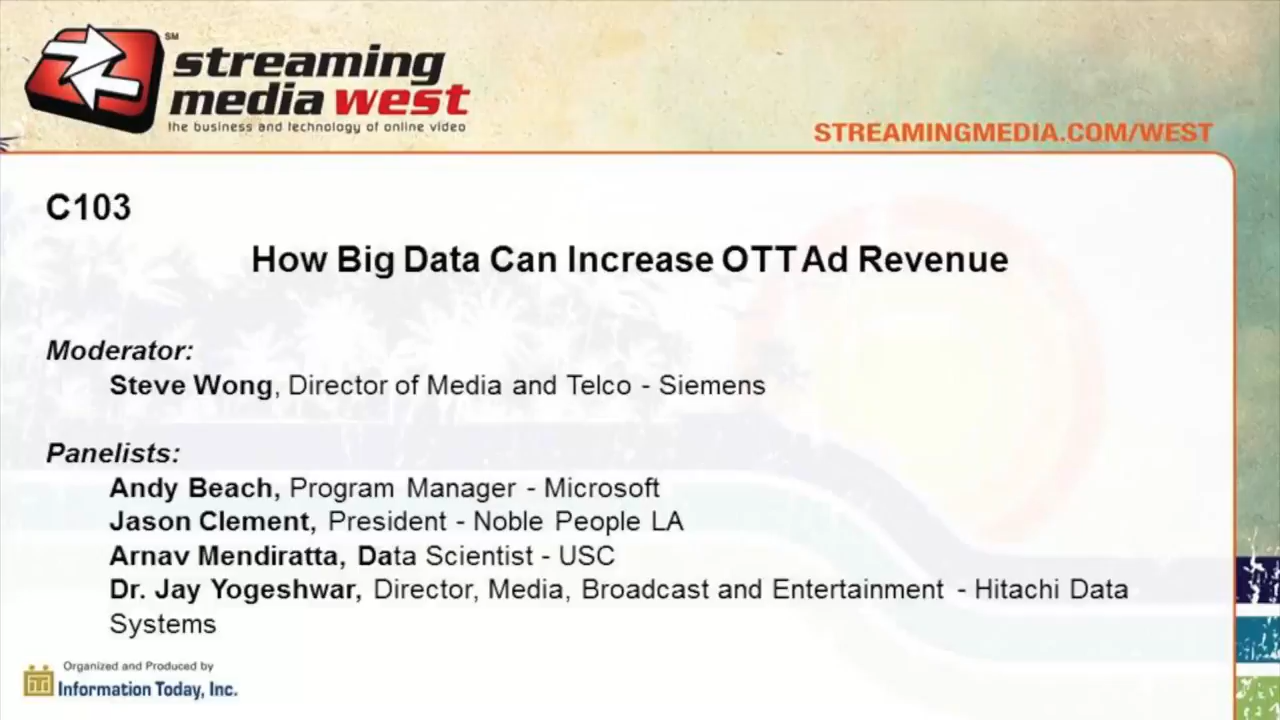 SM
streaming
media west
the business and technology of online video
STREAMINGMEDIA.COM/WEST
C103
How Big Data Can Increase OTT Ad Revenue
Moderator:
Steve Wong, Director of Media and Telco - Siemens
Panelists:
Andy Beach, Program Manager - Microsoft
Jason Clement, President - Noble People LA
Arnav Mendiratta, Data Scientist - USC
Dr. Jay Yogeshwar, Director, Media, Broadcast and Entertainment - Hitachi Data
Systems
Organized and Produced by
Information Today, Inc.